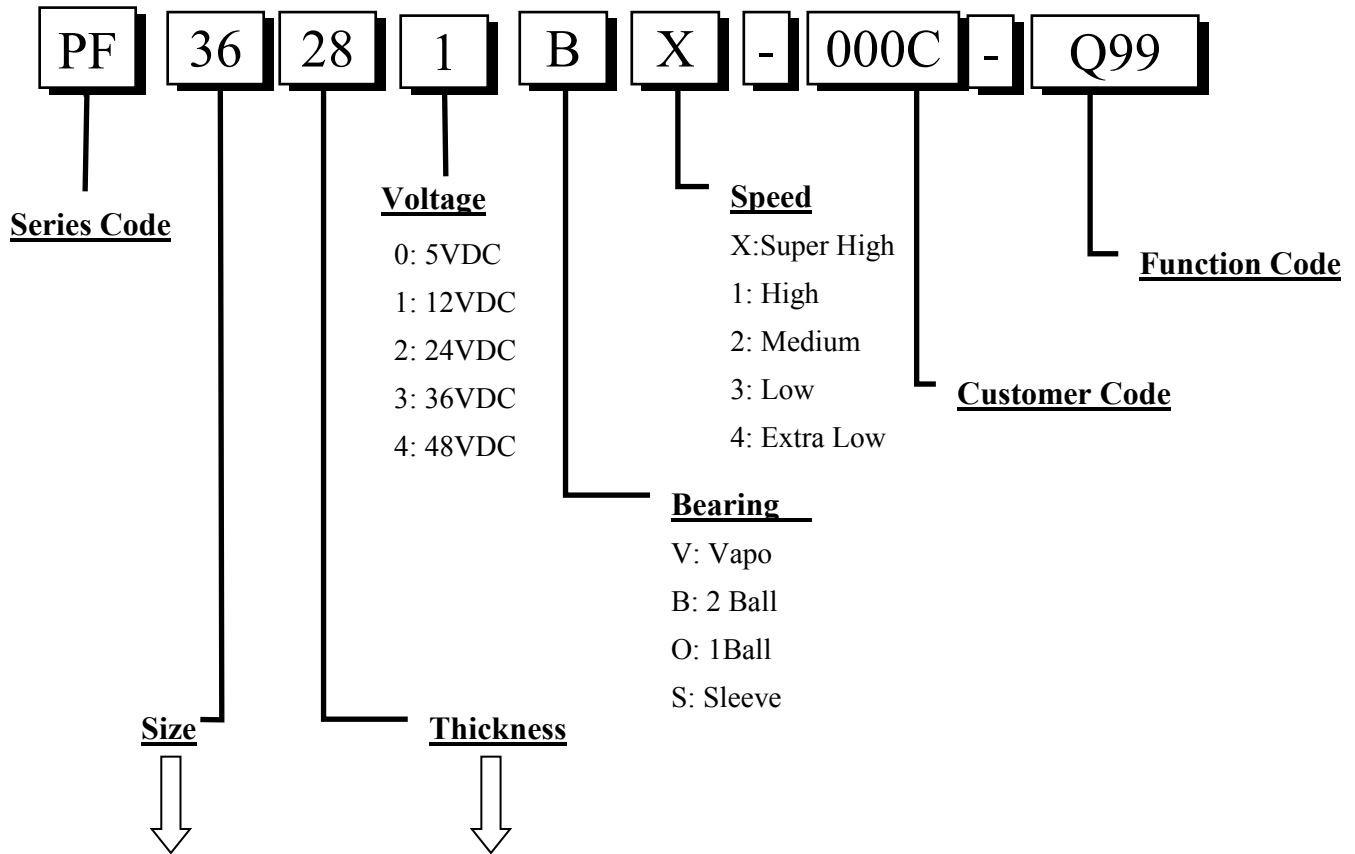 PF 36 28 1 B X - 000C - Q99
Series Code
Voltage
0: 5VDC
1: 12VDC
2: 24VDC
3: 36VDC
4: 48VDC
Speed
X:Super High
1: High
2: Medium
3: Low
4: Extra Low
Function Code
Customer Code
Bearing
V: Vapo
B: 2 Ball
O: 1Ball
S: Sleeve
Size
Thickness